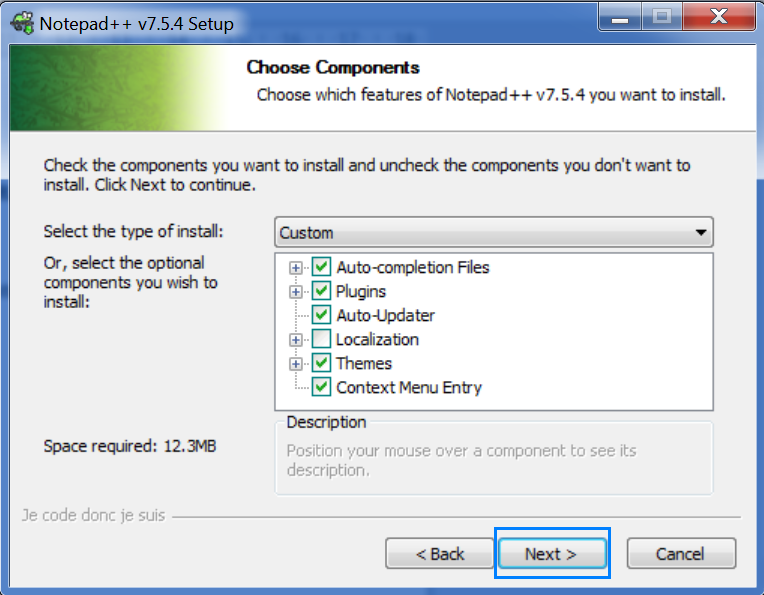 Notepad++ v7.5.4 Setup
Choose Components
Choose which features of Notepad++ v7.5.4 you want to install.
Check the components you want to install and uncheck the components you don't want to
install. Click Next to continue.
Select the type of install:
Custom
Or, select the optional
components you wish to
install:
Auto-completion Files
Plugins
Auto-Updater
Localization
Themes
Context Menu Entry
Space required: 12.3MB
Description
Position your mouse over a component to see its
description.
Je code donc je suis
< Back
Next >
Cancel